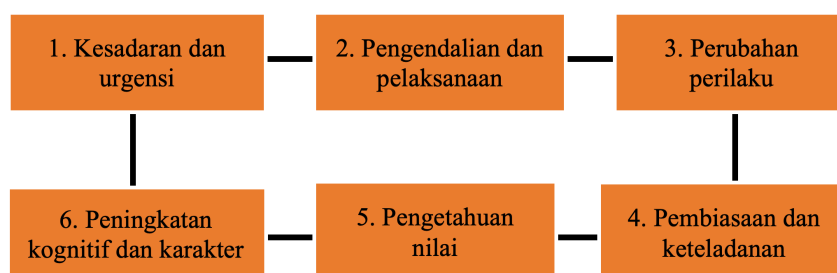 1. Kesadaran dan
urgensi
2. Pengendalian dan
pelaksanaan
3. Perubahan
perilaku
4. Pembiasaan dan
keteladanan
5. Pengetahuan
nilai
6. Peningkatan
kognitif dan karakter